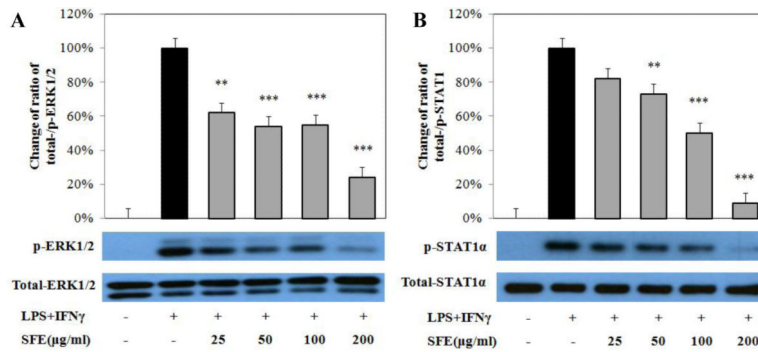 A
120%
100%
80%
60%
40%
20%
0%
Change of ratio of
total-/p-ERK1/2
** *** *** ***
p-ERK1/2
Total-ERK1/2
LPS+IFNγ - + + + + +
SFE(μg/ml) - - 25 50 100 200
B
120%
100%
80%
60%
40%
20%
0%
Change of ratio of
total-/p-STAT1
** *** ***
p-STAT1α
Total-STAT1α
LPS+IFNγ - + + + + +
SFE(μg/ml) - - 25 50 100 200